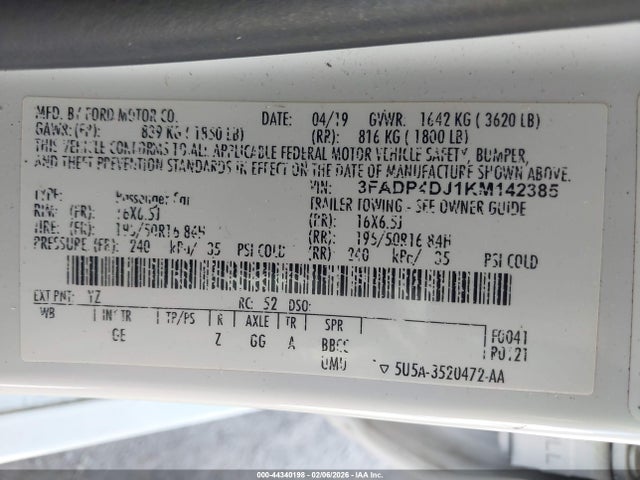 MFD. BY FORD MOTOR CO. DATE: 04/19 GVWR: 1642 KG ( 3620 LB)
GAWR: (FR): 839 KG ( 1850 LB) (RR): 816 KG ( 1800 LB)
THIS VEHICLE CONFORMS TO ALL APPLICABLE FEDERAL MOTOR VEHICLE SAFETY, BUMPER,
AND THEFT PREVENTION STANDARDS IN EFFECT ON THE DATE OF MANUFACTURE SHOWN ABOVE.
VIN: 3FADP4DJ1KM142385
TYPE: Passenger Car TRAILER TOWING - SEE OWNER GUIDE
RIM: (FR): 16X6.5J (RR): 16X6.5J
TIRE: (FR): 195/50R16 84H (RR): 195/50R16 84H
PRESSURE: (FR): 240 kPa/ 35 PSI COLD (RR): 240 kPa/ 35 PSI COLD
EXT PNT: YZ RC: 52 DSO:
WB INT TR TP/PS R AXLE TR SPR F0041
GE Z GG A P0121
5U5A-3520472-AA
000-44340198 - 02/06/2026 - IAA Inc.